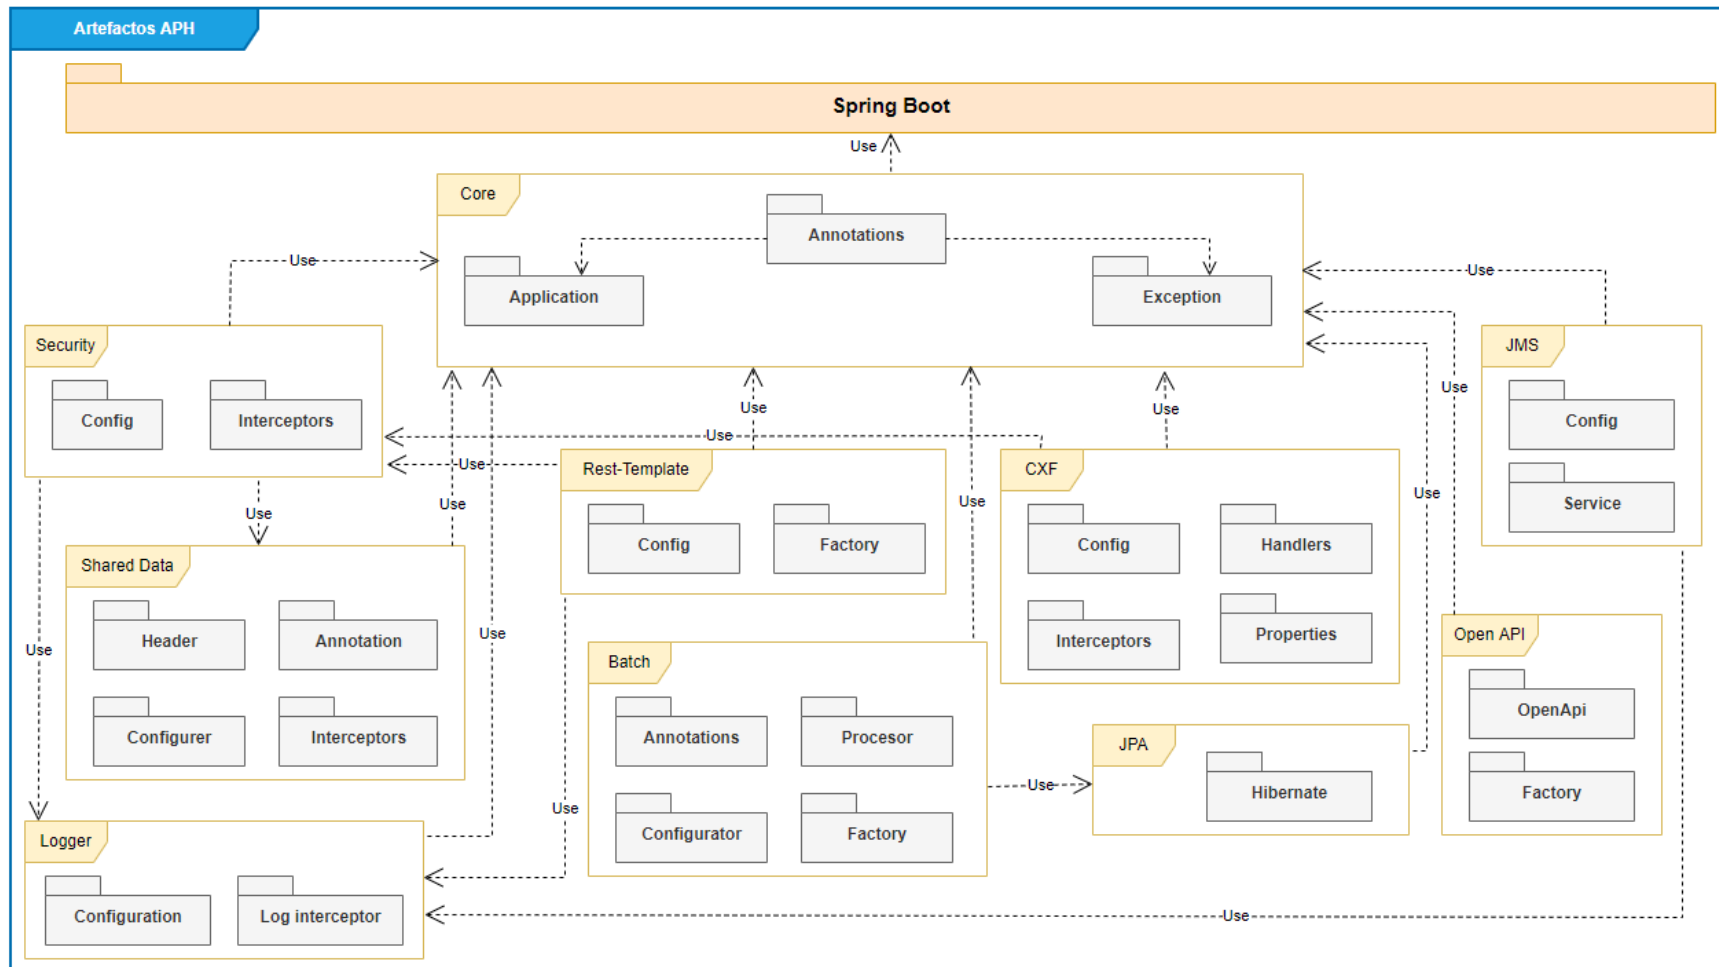 Artefactos APH
Spring Boot
Use
Core
Annotations
Application
Exception
Use
Use
Security
Config
Interceptors
JMS
Config
Service
Use
Use
Use
Use
Use
Rest-Template
Config
Factory
CXF
Config
Handlers
Interceptors
Properties
Use
Use
Use
Use
Use
Shared Data
Header
Annotation
Configurer
Interceptors
Use
Use
Batch
Annotations
Procesor
Configurator
Factory
Open API
OpenApi
Factory
JPA
Hibernate
Use
Use
Logger
Configuration
Log interceptor
Use